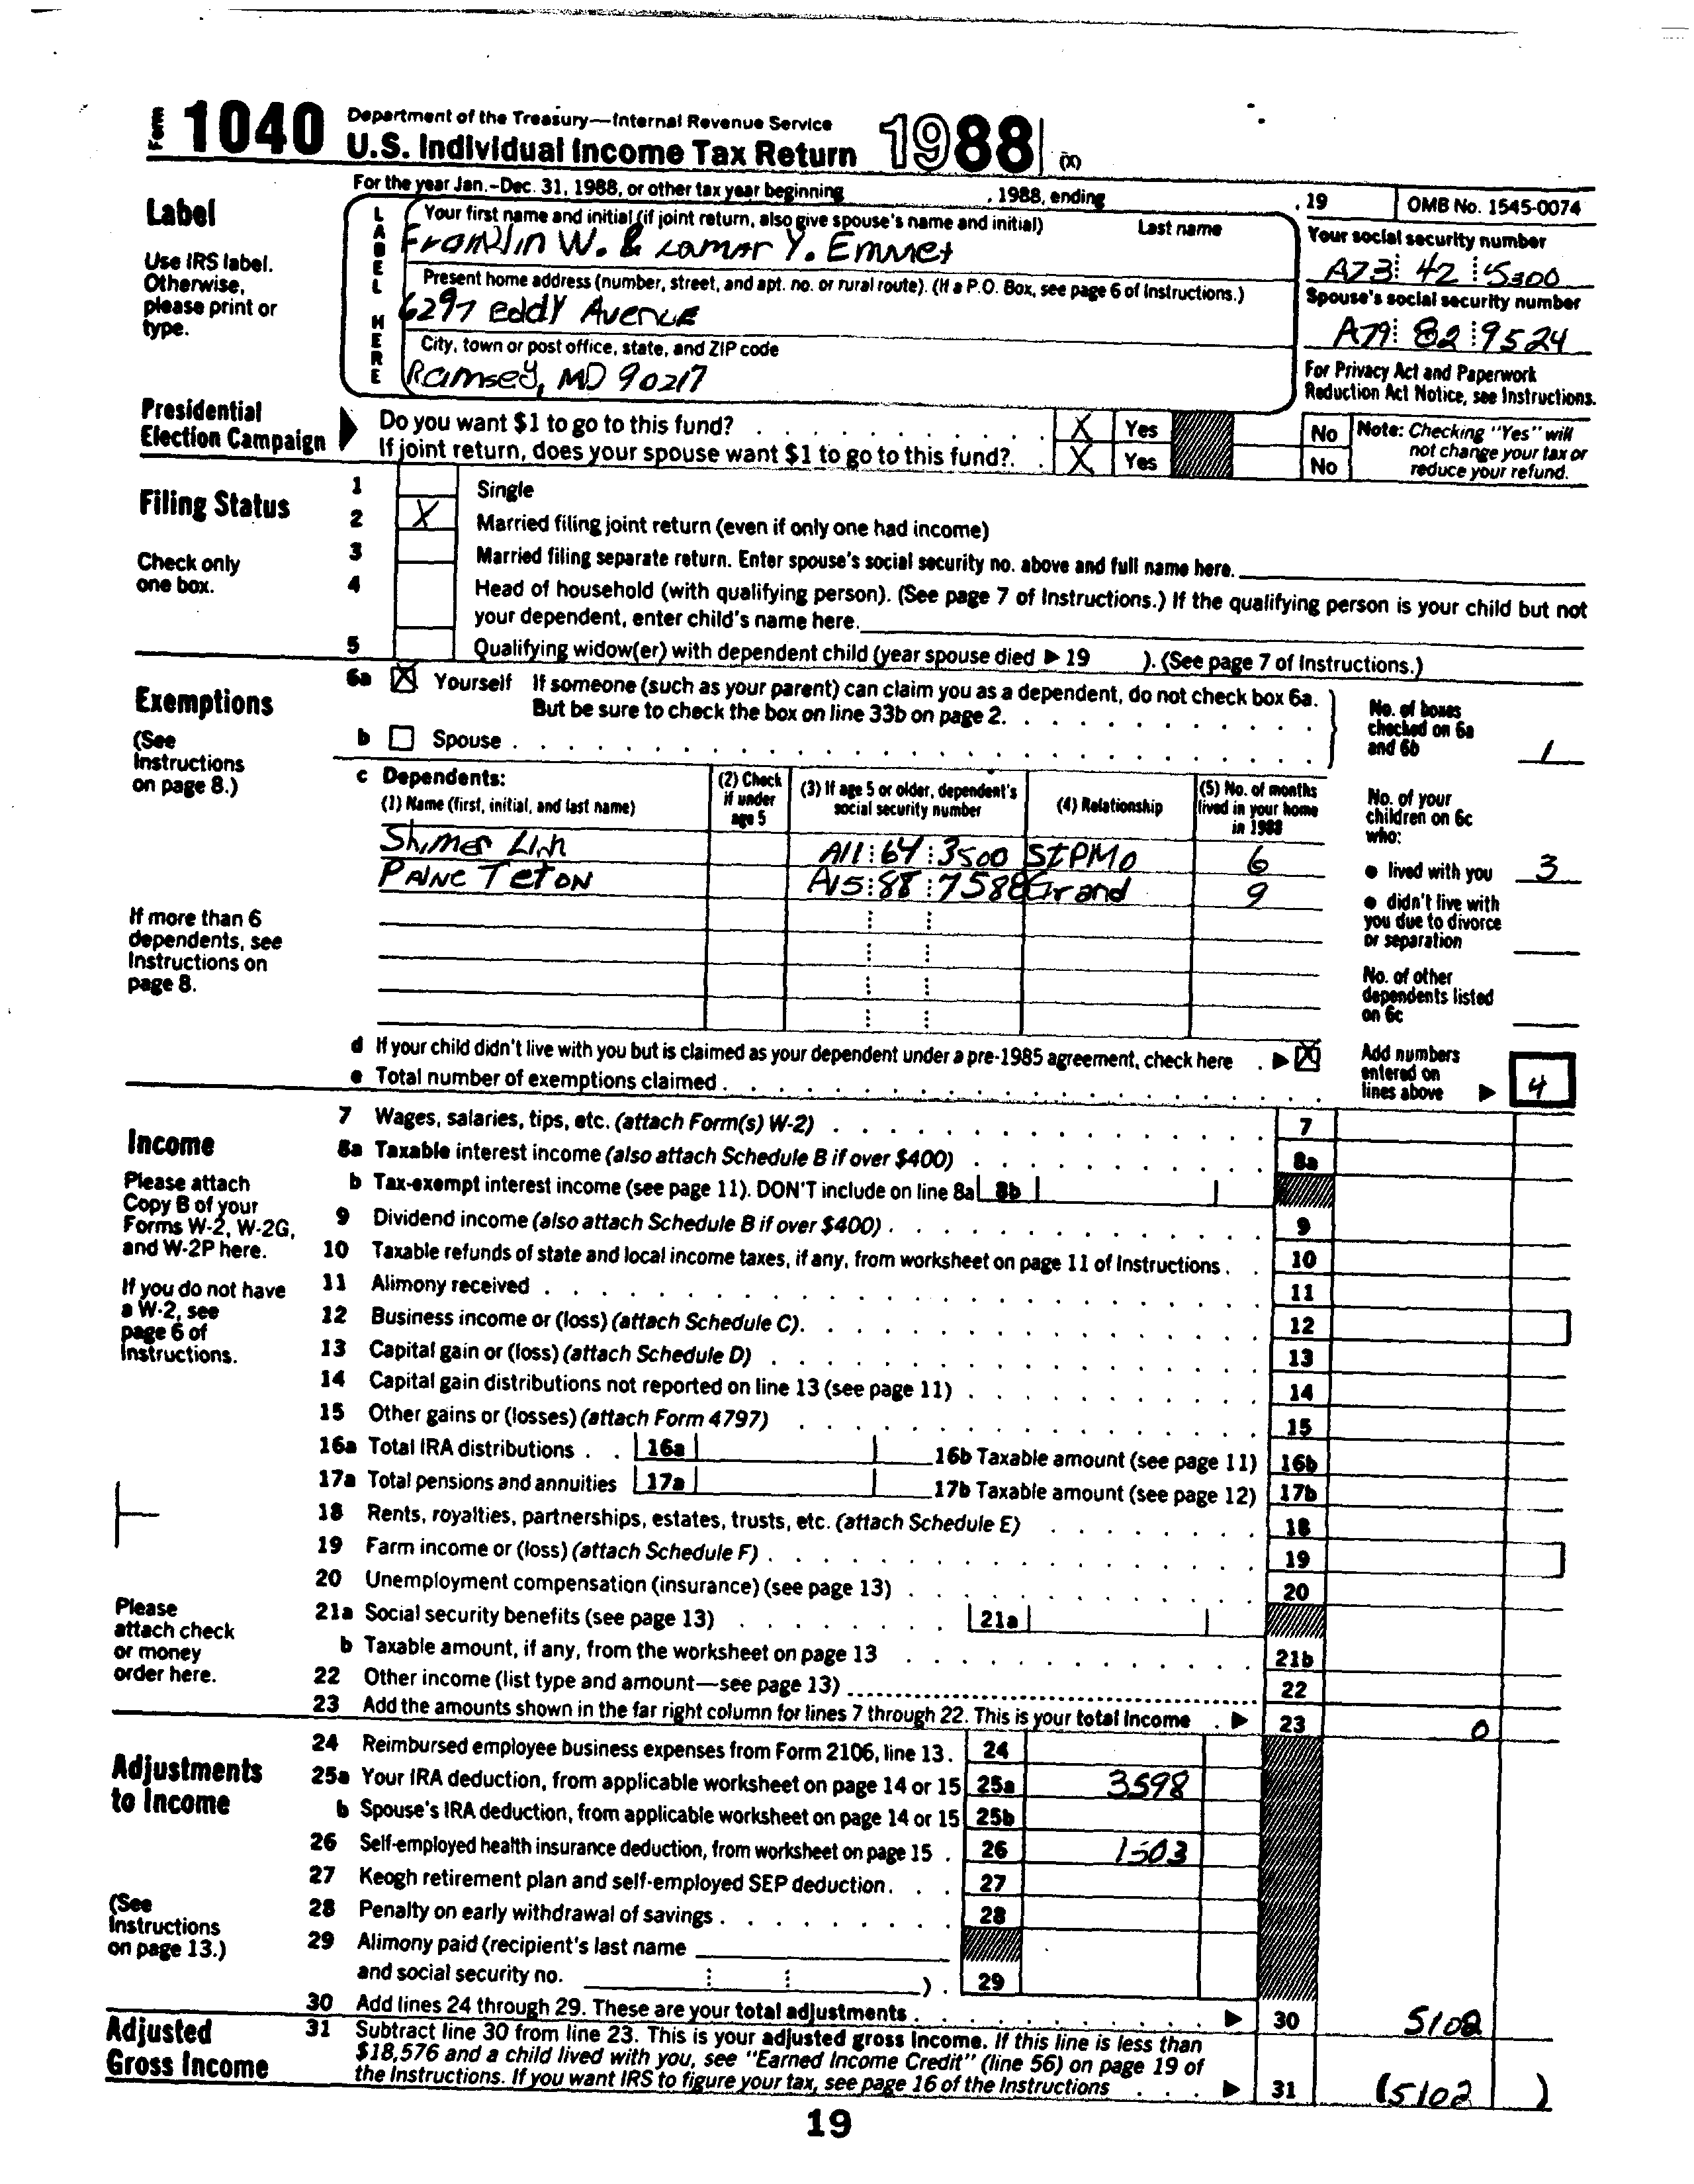 Form 1040 Department of the Treasury—Internal Revenue Service
U.S. Individual Income Tax Return 1988 (X)
For the year Jan.–Dec. 31, 1988, or other tax year beginning , 1988, ending , 19 OMB No. 1545-0074
Label
Use IRS label. Otherwise, please print or type.
LABEL HERE
Your first name and initial (if joint return, also give spouse's name and initial) Last name
Franklin W. & Lamar Y. Emmet
Your social security number
A73 42 5300
Present home address (number, street, and apt. no. or rural route). (If a P.O. Box, see page 6 of Instructions.)
6297 Eddy Avenue
Spouse's social security number
A79 82 9524
City, town or post office, state, and ZIP code
Ramsey, MD 90217
For Privacy Act and Paperwork Reduction Act Notice, see Instructions.
Presidential Election Campaign
Do you want $1 to go to this fund? X Yes No
If joint return, does your spouse want $1 to go to this fund? X Yes No
Note: Checking "Yes" will not change your tax or reduce your refund.
Filing Status
Check only one box.
1 Single
2 X Married filing joint return (even if only one had income)
3 Married filing separate return. Enter spouse's social security no. above and full name here.
4 Head of household (with qualifying person). (See page 7 of Instructions.) If the qualifying person is your child but not
your dependent, enter child's name here.
5 Qualifying widow(er) with dependent child (year spouse died ▶ 19 ). (See page 7 of Instructions.)
Exemptions
(See Instructions on page 8.)
6a X Yourself If someone (such as your parent) can claim you as a dependent, do not check box 6a.
But be sure to check the box on line 33b on page 2.
b Spouse
No. of boxes checked on 6a and 6b 1
c Dependents:
(1) Name (first, initial, and last name) (2) Check if under age 5 (3) If age 5 or older, dependent's social security number (4) Relationship (5) No. of months lived in your home in 1988
Shimer Lin A11 64 3500 StPMo 6
Paine Teton A15 88 7588 Grand 9
No. of your children on 6c who:
• lived with you 3
• didn't live with you due to divorce or separation
No. of other dependents listed on 6c
If more than 6 dependents, see Instructions on page 8.
d If your child didn't live with you but is claimed as your dependent under a pre-1985 agreement, check here ▶ X
e Total number of exemptions claimed
Add numbers entered on lines above ▶ 4
Income
Please attach Copy B of your Forms W-2, W-2G, and W-2P here.
If you do not have a W-2, see page 6 of Instructions.
Please attach check or money order here.
7 Wages, salaries, tips, etc. (attach Form(s) W-2) 7
8a Taxable interest income (also attach Schedule B if over $400) 8a
b Tax-exempt interest income (see page 11). DON'T include on line 8a 8b
9 Dividend income (also attach Schedule B if over $400) 9
10 Taxable refunds of state and local income taxes, if any, from worksheet on page 11 of Instructions 10
11 Alimony received 11
12 Business income or (loss) (attach Schedule C) 12
13 Capital gain or (loss) (attach Schedule D) 13
14 Capital gain distributions not reported on line 13 (see page 11) 14
15 Other gains or (losses) (attach Form 4797) 15
16a Total IRA distributions 16a 16b Taxable amount (see page 11) 16b
17a Total pensions and annuities 17a 17b Taxable amount (see page 12) 17b
18 Rents, royalties, partnerships, estates, trusts, etc. (attach Schedule E) 18
19 Farm income or (loss) (attach Schedule F) 19
20 Unemployment compensation (insurance) (see page 13) 20
21a Social security benefits (see page 13) 21a
b Taxable amount, if any, from the worksheet on page 13 21b
22 Other income (list type and amount—see page 13) 22
23 Add the amounts shown in the far right column for lines 7 through 22. This is your total income ▶ 23 0
Adjustments to Income
(See Instructions on page 13.)
24 Reimbursed employee business expenses from Form 2106, line 13. 24
25a Your IRA deduction, from applicable worksheet on page 14 or 15 25a 3598
b Spouse's IRA deduction, from applicable worksheet on page 14 or 15 25b
26 Self-employed health insurance deduction, from worksheet on page 15 26 1503
27 Keogh retirement plan and self-employed SEP deduction 27
28 Penalty on early withdrawal of savings 28
29 Alimony paid (recipient's last name
and social security no. ) 29
30 Add lines 24 through 29. These are your total adjustments ▶ 30 5102
Adjusted Gross Income
31 Subtract line 30 from line 23. This is your adjusted gross income. If this line is less than
$18,576 and a child lived with you, see "Earned Income Credit" (line 56) on page 19 of
the Instructions. If you want IRS to figure your tax, see page 16 of the Instructions ▶ 31 (5102)
19